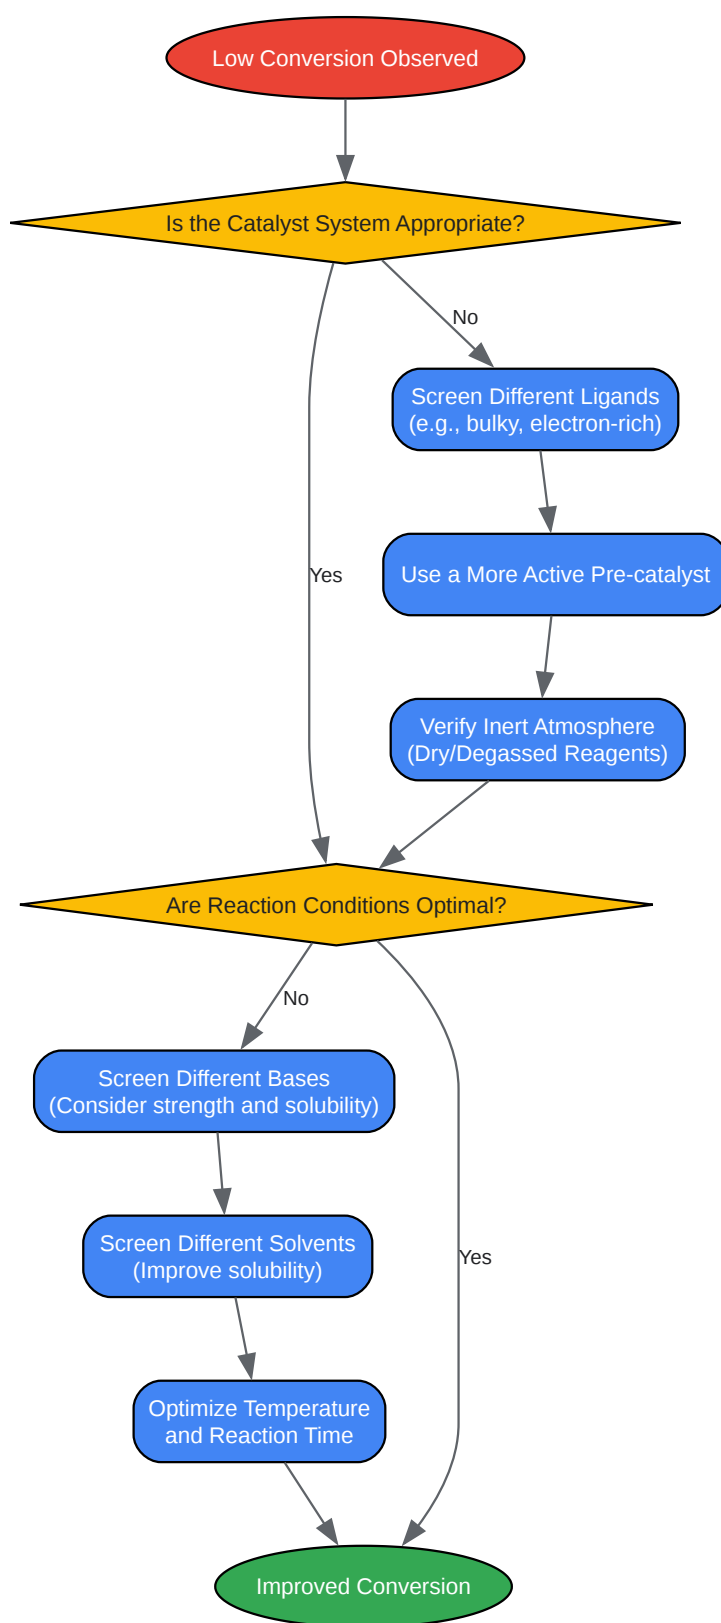 Low Conversion Observed
Is the Catalyst System Appropriate?
No
Screen Different Ligands
(e.g., bulky, electron-rich)
Yes
Use a More Active Pre-catalyst
Verify Inert Atmosphere
(Dry/Degassed Reagents)
Are Reaction Conditions Optimal?
No
Screen Different Bases
(Consider strength and solubility)
Screen Different Solvents
(Improve solubility)
Yes
Optimize Temperature
and Reaction Time
Improved Conversion